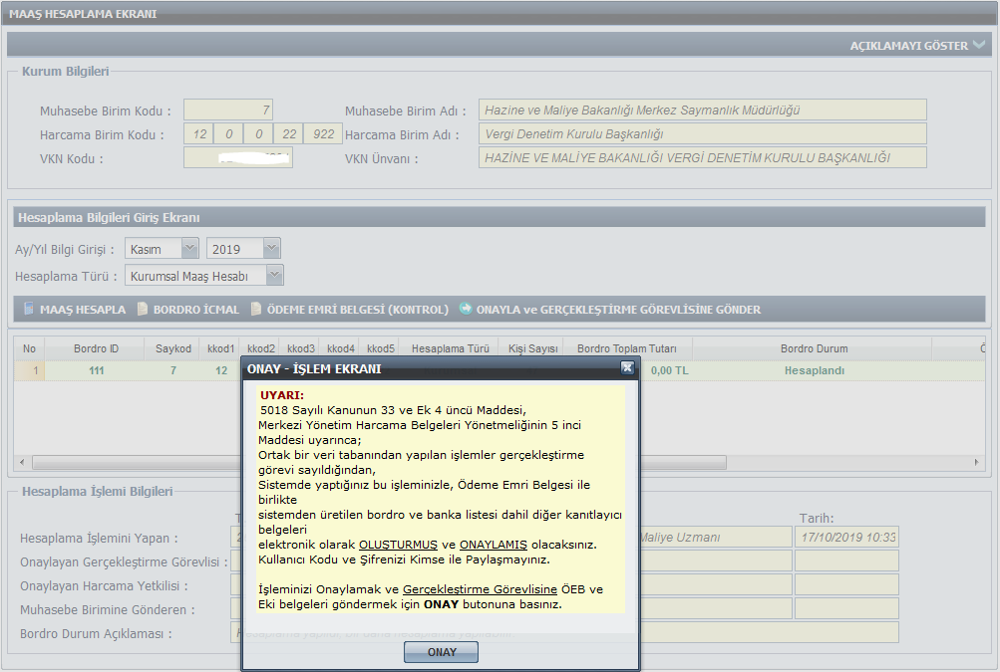 MAAŞ HESAPLAMA EKRANI
AÇIKLAMAYI GÖSTER
Kurum Bilgileri
Muhasebe Birim Kodu : 7 Muhasebe Birim Adı : Hazine ve Maliye Bakanlığı Merkez Saymanlık Müdürlüğü
Harcama Birim Kodu : 12 0 0 22 922 Harcama Birim Adı : Vergi Denetim Kurulu Başkanlığı
VKN Kodu : VKN Ünvanı : HAZİNE VE MALİYE BAKANLIĞI VERGİ DENETİM KURULU BAŞKANLIĞI
Hesaplama Bilgileri Giriş Ekranı
Ay/Yıl Bilgi Girişi : Kasım 2019
Hesaplama Türü : Kurumsal Maaş Hesabı
MAAŞ HESAPLA BORDRO İCMAL ÖDEME EMRİ BELGESİ (KONTROL) ONAYLA ve GERÇEKLEŞTİRME GÖREVLİSİNE GÖNDER
No Bordro ID Saykod kkod1 kkod2 kkod3 kkod4 kkod5 Hesaplama Türü Kişi Sayısı Bordro Toplam Tutarı Bordro Durum
1 111 7 12 0,00 TL Hesaplandı
ONAY - İŞLEM EKRANI
UYARI:
5018 Sayılı Kanunun 33 ve Ek 4 üncü Maddesi,
Merkezi Yönetim Harcama Belgeleri Yönetmeliğinin 5 inci
Maddesi uyarınca;
Ortak bir veri tabanından yapılan işlemler gerçekleştirme
görevi sayıldığından,
Sistemde yaptığınız bu işleminizle, Ödeme Emri Belgesi ile
birlikte
sistemden üretilen bordro ve banka listesi dahil diğer kanıtlayıcı
belgeleri
elektronik olarak OLUŞTURMUŞ ve ONAYLAMIŞ olacaksınız.
Kullanıcı Kodu ve Şifrenizi Kimse ile Paylaşmayınız.
İşleminizi Onaylamak ve Gerçekleştirme Görevlisine ÖEB ve
Eki belgeleri göndermek için ONAY butonuna basınız.
ONAY
Hesaplama İşlemi Bilgileri
Tarih:
Hesaplama İşlemini Yapan : Maliye Uzmanı 17/10/2019 10:33
Onaylayan Gerçekleştirme Görevlisi :
Onaylayan Harcama Yetkilisi :
Muhasebe Birimine Gönderen :
Bordro Durum Açıklaması :